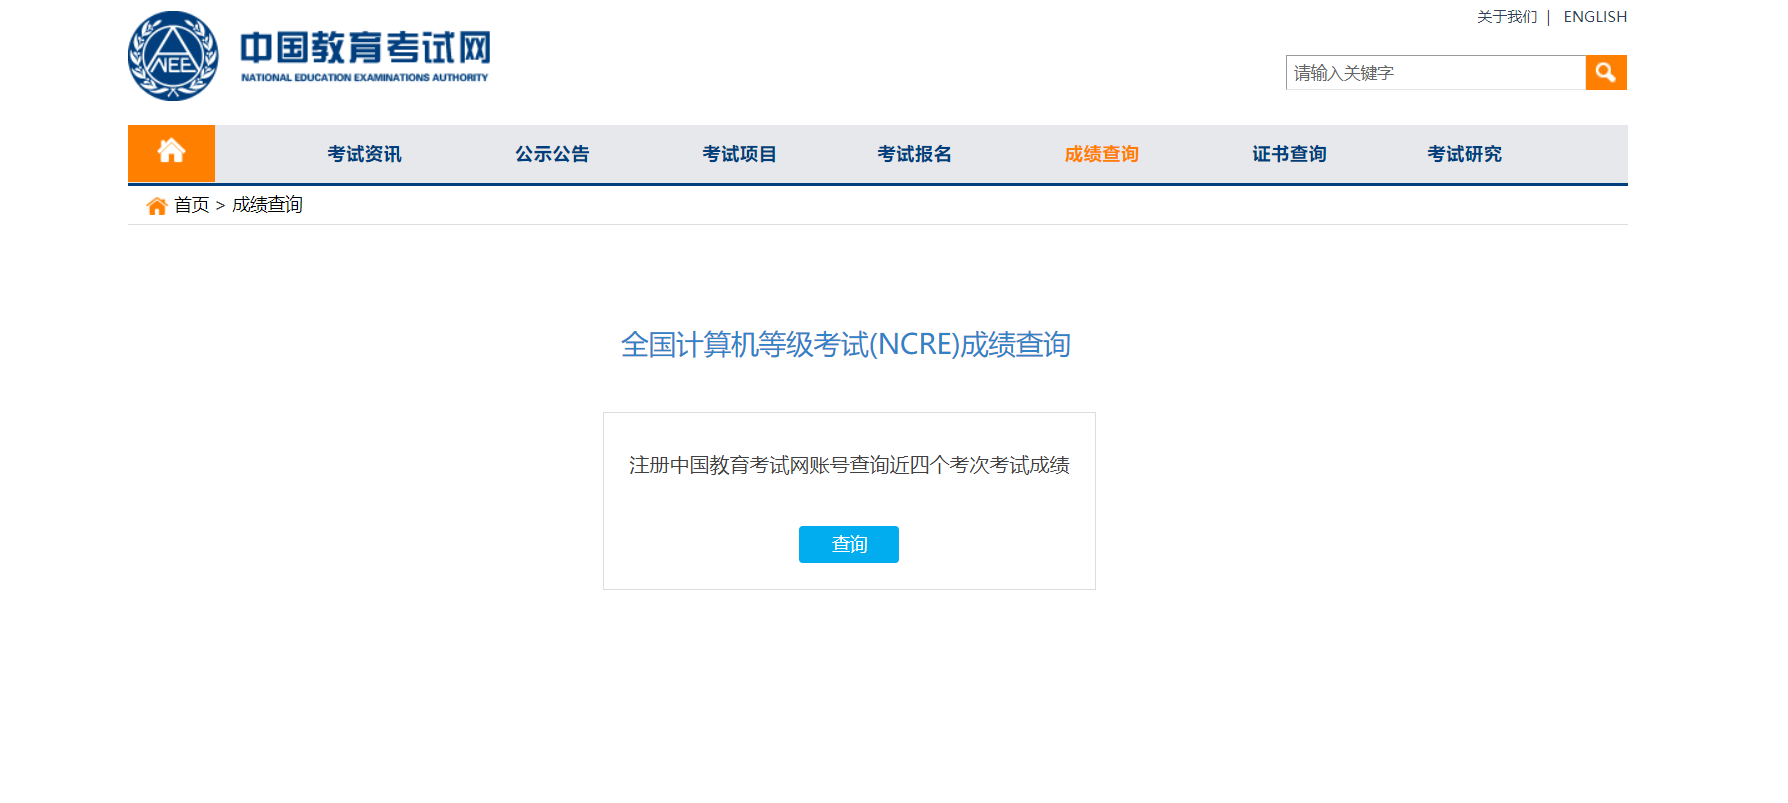 关于我们 | ENGLISH
NEEA
中国教育考试网
NATIONAL EDUCATION EXAMINATIONS AUTHORITY
请输入关键字
考试资讯 公示公告 考试项目 考试报名 成绩查询 证书查询 考试研究
首页 > 成绩查询
全国计算机等级考试(NCRE)成绩查询
注册中国教育考试网账号查询近四个考次考试成绩
查询